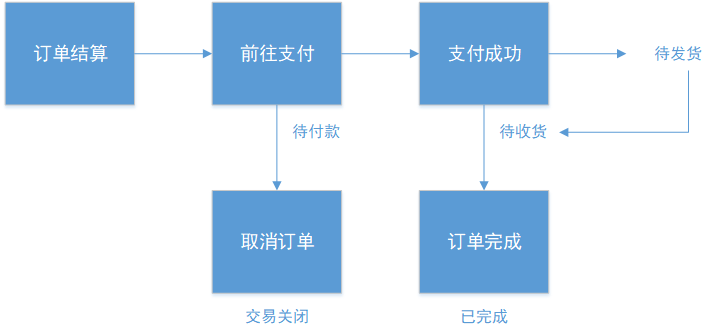 订单结算
前往支付
支付成功
待发货
待付款
待收货
取消订单
订单完成
交易关闭
已完成